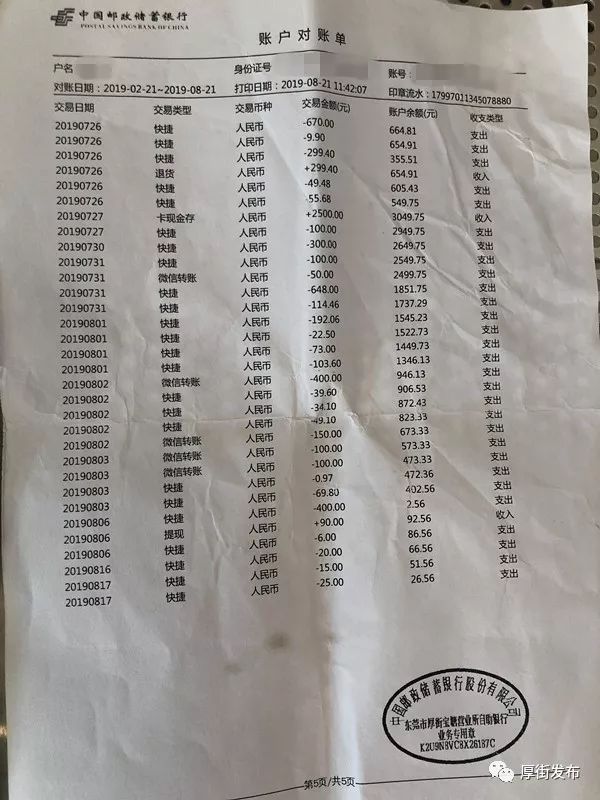 中国邮政储蓄银行
POSTAL SAVINGS BANK OF CHINA
账户对账单
户名 身份证号 账号:
对账日期：2019-02-21~2019-08-21 打印日期：2019-08-21 11:42:07 印章流水：17997011345078880
交易日期 交易类型 交易币种 交易金额(元) 账户余额(元) 收支类型
20190726 快捷 人民币 -670.00 664.81 支出
20190726 快捷 人民币 -9.90 654.91 支出
20190726 快捷 人民币 -299.40 355.51 支出
20190726 退货 人民币 +299.40 654.91 收入
20190726 快捷 人民币 -49.48 605.43 支出
20190726 快捷 人民币 -55.68 549.75 支出
20190727 卡现金存 人民币 +2500.00 3049.75 收入
20190727 快捷 人民币 -100.00 2949.75 支出
20190730 快捷 人民币 -300.00 2649.75 支出
20190731 快捷 人民币 -100.00 2549.75 支出
20190731 微信转账 人民币 -50.00 2499.75 支出
20190731 快捷 人民币 -648.00 1851.75 支出
20190731 快捷 人民币 -114.46 1737.29 支出
20190801 快捷 人民币 -192.06 1545.23 支出
20190801 快捷 人民币 -22.50 1522.73 支出
20190801 快捷 人民币 -73.00 1449.73 支出
20190801 快捷 人民币 -103.60 1346.13 支出
20190802 微信转账 人民币 -400.00 946.13 支出
20190802 快捷 人民币 -39.60 906.53 支出
20190802 快捷 人民币 -34.10 872.43 支出
20190802 快捷 人民币 -49.10 823.33 支出
20190802 微信转账 人民币 -150.00 673.33 支出
20190803 微信转账 人民币 -100.00 573.33 支出
20190803 微信转账 人民币 -100.00 473.33 支出
20190803 快捷 人民币 -0.97 472.36 支出
20190803 快捷 人民币 -69.80 402.56 支出
20190806 快捷 人民币 -400.00 2.56 支出
20190806 提现 人民币 +90.00 92.56 收入
20190806 快捷 人民币 -6.00 86.56 支出
20190816 快捷 人民币 -20.00 66.56 支出
20190817 快捷 人民币 -15.00 51.56 支出
20190817 快捷 人民币 -25.00 26.56 支出
中国邮政储蓄银行股份有限公司
东莞市厚街宝塘营业所自助银行
业务专用章
K2U9N8VC8X26187C
第5页/共5页
厚街发布